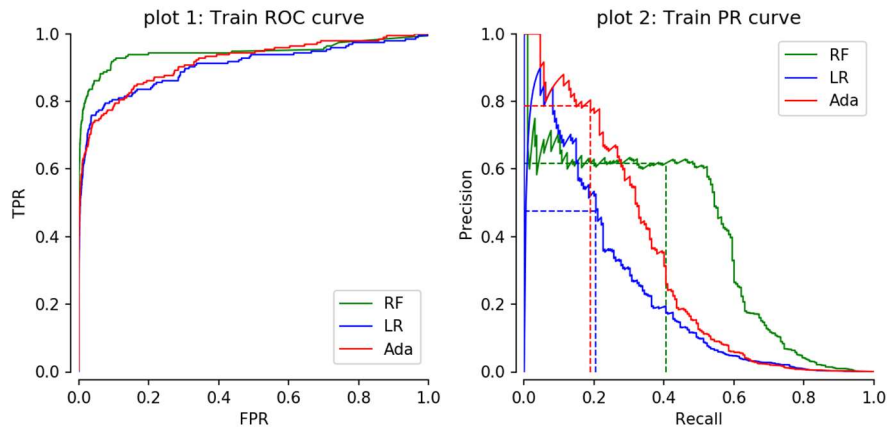 plot 1: Train ROC curve
1.0
0.8
0.6
0.4
0.2
0.0
TPR
0.0 0.2 0.4 0.6 0.8 1.0
FPR
RF
LR
Ada
plot 2: Train PR curve
1.0
0.8
0.6
0.4
0.2
0.0
Precision
0.0 0.2 0.4 0.6 0.8 1.0
Recall
RF
LR
Ada